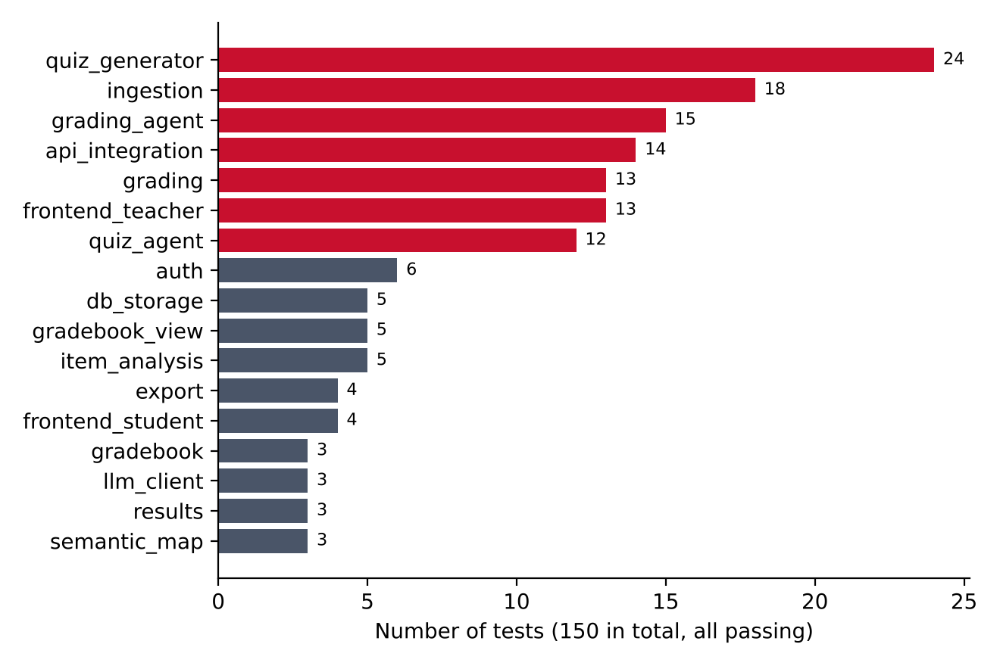 quiz_generator 24
ingestion 18
grading_agent 15
api_integration 14
grading 13
frontend_teacher 13
quiz_agent 12
auth 6
db_storage 5
gradebook_view 5
item_analysis 5
export 4
frontend_student 4
gradebook 3
llm_client 3
results 3
semantic_map 3
0 5 10 15 20 25
Number of tests (150 in total, all passing)